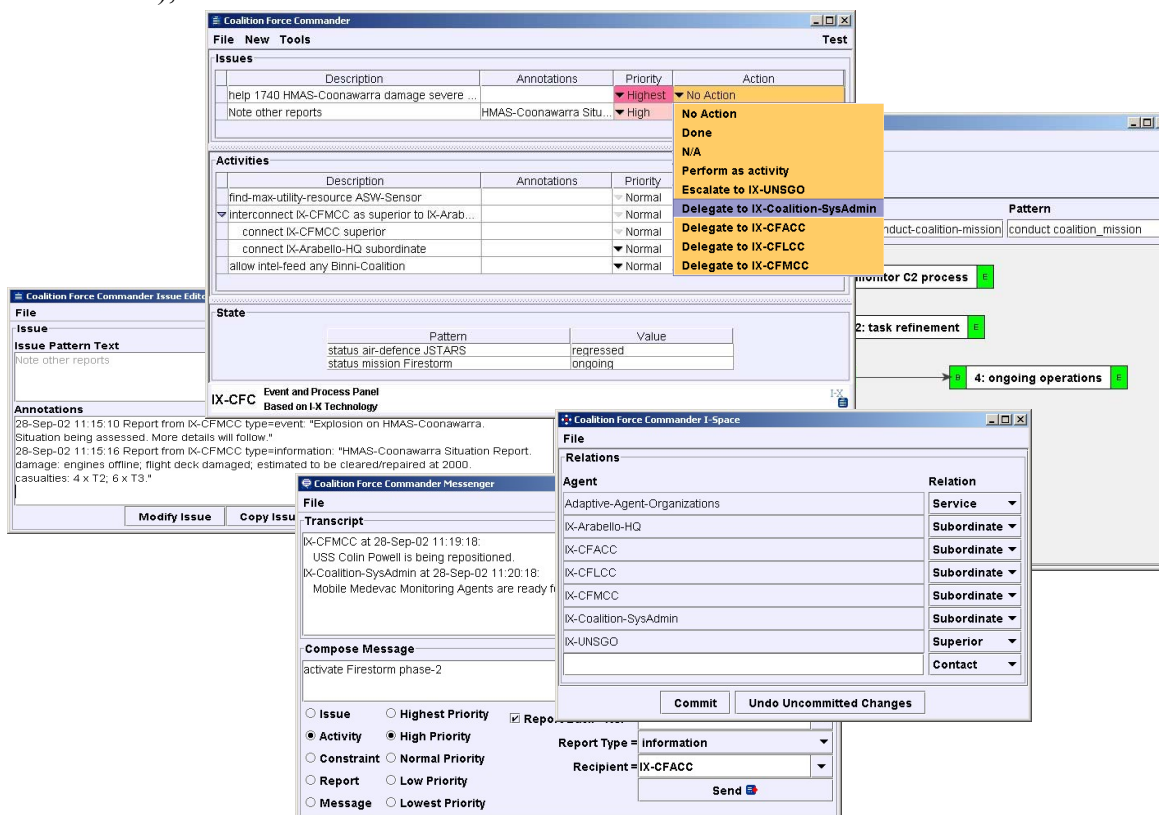 Coalition Force Commander
File New Tools Test
Issues
Description Annotations Priority Action
help 1740 HMAS-Coonawarra damage severe ... Highest No Action
Note other reports HMAS-Coonawarra Situ... High
No Action
Done
N/A
Perform as activity
Escalate to IX-UNSGO
Delegate to IX-Coalition-SysAdmin
Delegate to IX-CFACC
Delegate to IX-CFLCC
Delegate to IX-CFMCC
Activities
Description Annotations Priority
find-max-utility-resource ASW-Sensor Normal
interconnect IX-CFMCC as superior to IX-Arab... Normal
connect IX-CFMCC superior Normal
connect IX-Arabello-HQ subordinate Normal
allow intel-feed any Binni-Coalition Normal
State
Pattern Value
status air-defence JSTARS regressed
status mission Firestorm ongoing
IX-CFC Event and Process Panel
Based on I-X Technology
I-X
Pattern
nduct-coalition-mission conduct coalition_mission
monitor C2 process E
2: task refinement E
B 4: ongoing operations E
Coalition Force Commander Issue Edito
File
Issue
Issue Pattern Text
Note other reports
Annotations
28-Sep-02 11:15:10 Report from IX-CFMCC type=event: "Explosion on HMAS-Coonawarra.
Situation being assessed. More details will follow."
28-Sep-02 11:15:16 Report from IX-CFMCC type=information: "HMAS-Coonawarra Situation Report.
damage: engines offline; flight deck damaged; estimated to be cleared/repaired at 2000.
casualties: 4 x T2; 6 x T3."
Modify Issue Copy Issu
Coalition Force Commander Messenger
File
Transcript
IX-CFMCC at 28-Sep-02 11:19:18:
USS Colin Powell is being repositioned.
IX-Coalition-SysAdmin at 28-Sep-02 11:20:18:
Mobile Medevac Monitoring Agents are ready f
Compose Message
activate Firestorm phase-2
Issue Highest Priority
Activity High Priority Report Type = information
Constraint Normal Priority Recipient = IX-CFACC
Report Low Priority Send
Message Lowest Priority
Coalition Force Commander I-Space
File
Relations
Agent Relation
Adaptive-Agent-Organizations Service
IX-Arabello-HQ Subordinate
IX-CFACC Subordinate
IX-CFLCC Subordinate
IX-CFMCC Subordinate
IX-Coalition-SysAdmin Subordinate
IX-UNSGO Superior
Contact
Commit Undo Uncommitted Changes